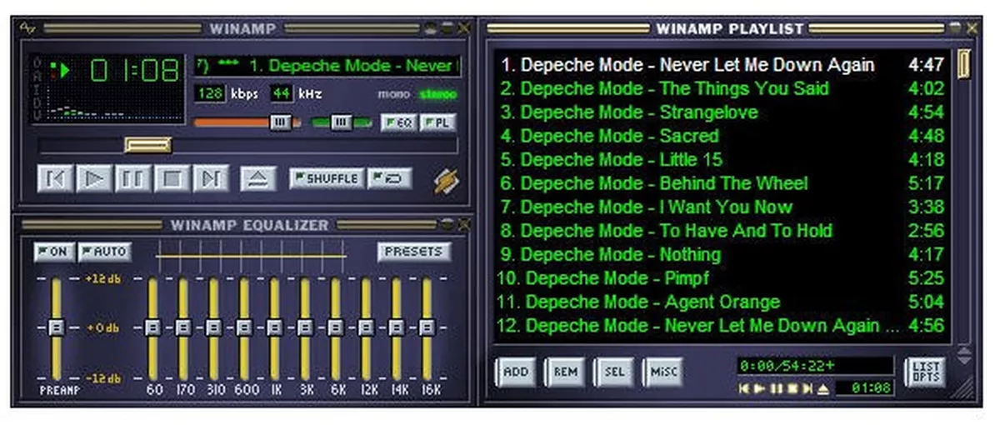 WINAMP
01:08
7) *** 1. Depeche Mode - Never
128 kbps 44 kHz mono stereo
EQ PL
SHUFFLE
WINAMP EQUALIZER
ON AUTO PRESETS
+12db
+0db
-12db
PREAMP 60 170 310 600 1K 3K 6K 12K 14K 16K
WINAMP PLAYLIST
1. Depeche Mode - Never Let Me Down Again 4:47
2. Depeche Mode - The Things You Said 4:02
3. Depeche Mode - Strangelove 4:54
4. Depeche Mode - Sacred 4:48
5. Depeche Mode - Little 15 4:18
6. Depeche Mode - Behind The Wheel 5:17
7. Depeche Mode - I Want You Now 3:38
8. Depeche Mode - To Have And To Hold 2:56
9. Depeche Mode - Nothing 4:17
10. Depeche Mode - Pimpf 5:25
11. Depeche Mode - Agent Orange 5:04
12. Depeche Mode - Never Let Me Down Again ... 4:56
ADD REM SEL MISC
0:00/54:22+
01:08
LIST
OPTS